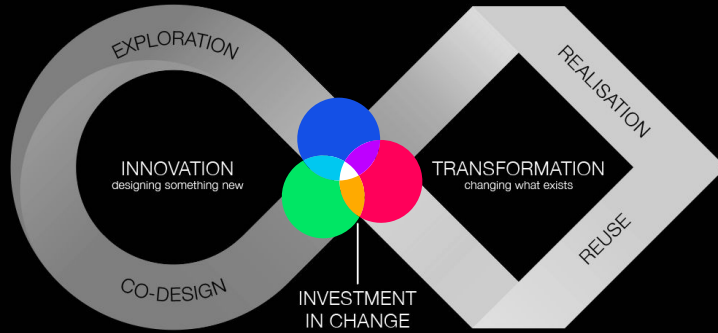 EXPLORATION
REALISATION
INNOVATION
designing something new
TRANSFORMATION
changing what exists
CO-DESIGN
REUSE
INVESTMENT
IN CHANGE